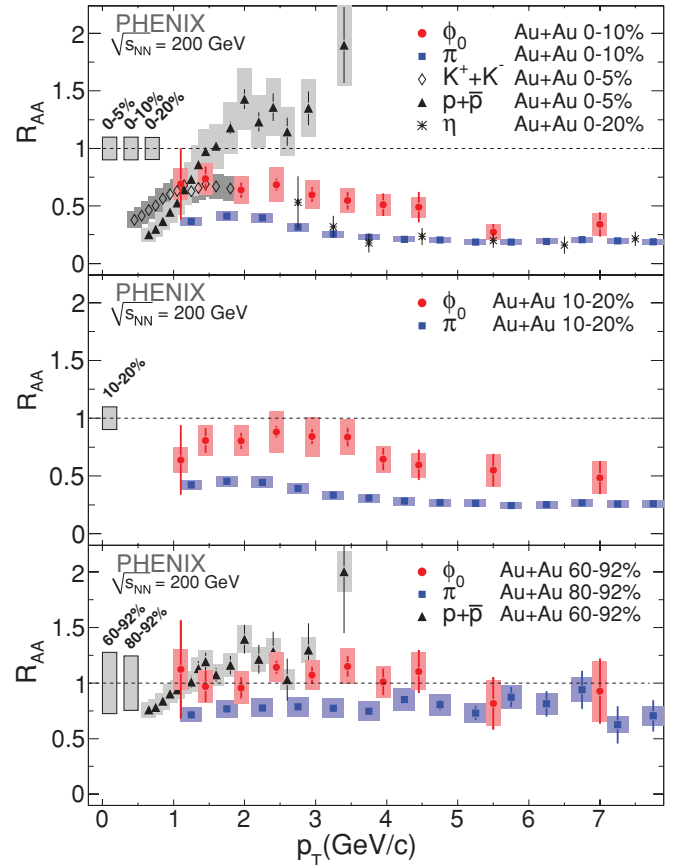 PHENIX
√s_NN = 200 GeV
ϕ Au+Au 0-10%
π⁰ Au+Au 0-10%
K⁺+K⁻ Au+Au 0-5%
p+p̅ Au+Au 0-5%
η Au+Au 0-20%
0-5%
0-10%
0-20%
R_AA
2
1.5
1
0.5
0
PHENIX
√s_NN = 200 GeV
ϕ Au+Au 10-20%
π⁰ Au+Au 10-20%
10-20%
R_AA
2
1.5
1
0.5
0
PHENIX
√s_NN = 200 GeV
ϕ Au+Au 60-92%
π⁰ Au+Au 80-92%
p+p̅ Au+Au 60-92%
60-92%
80-92%
R_AA
2
1.5
1
0.5
0
0 1 2 3 4 5 6 7
p_T(GeV/c)